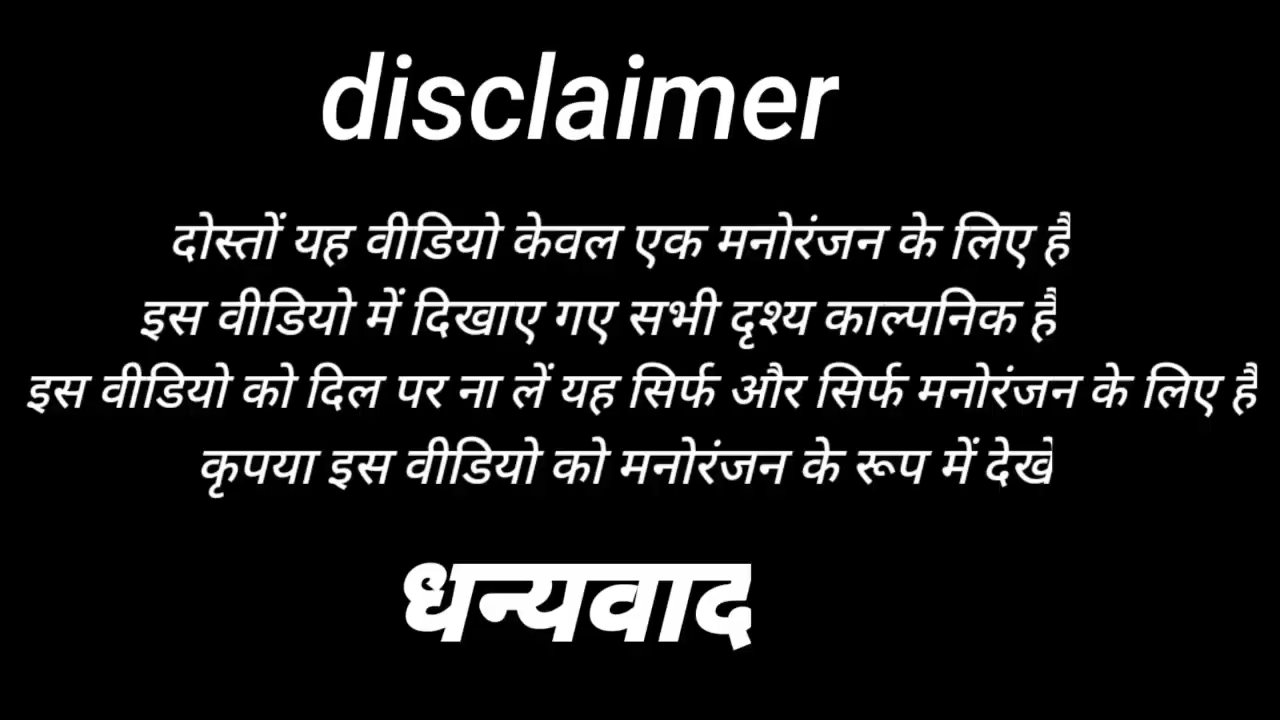 disclaimer
दोस्तों यह वीडियो केवल एक मनोरंजन के लिए है
इस वीडियो में दिखाए गए सभी दृश्य काल्पनिक है
इस वीडियो को दिल पर ना लें यह सिर्फ और सिर्फ मनोरंजन के लिए है
कृपया इस वीडियो को मनोरंजन के रूप में देखे
धन्यवाद